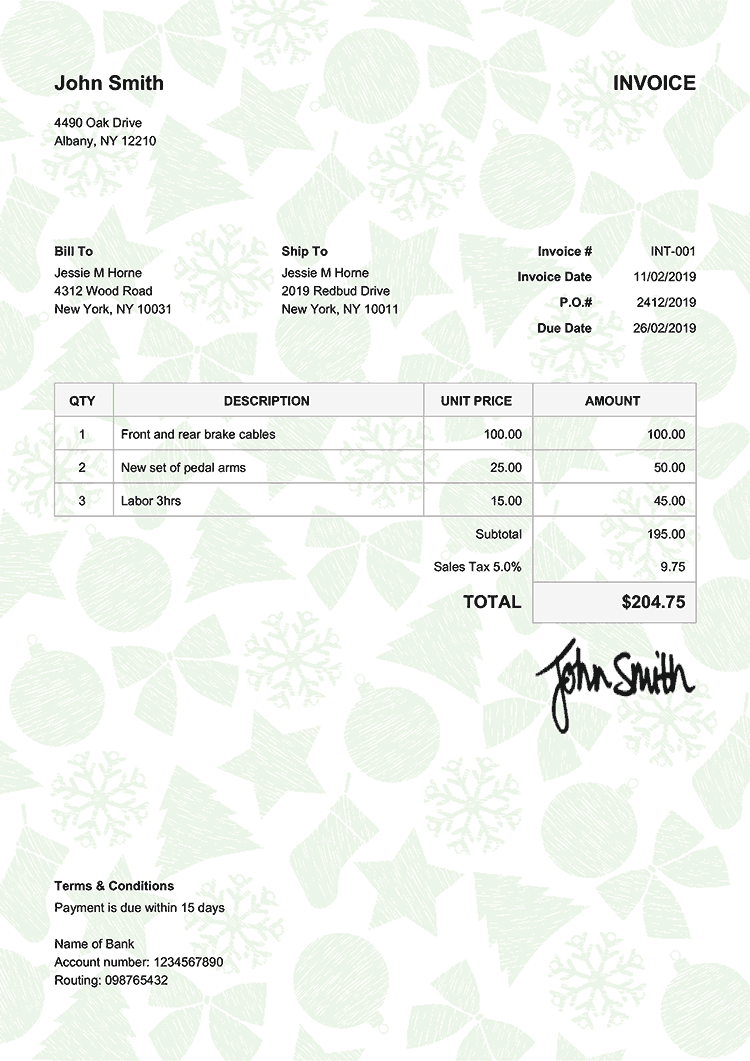 John Smith
INVOICE
4490 Oak Drive
Albany, NY 12210
Bill To
Jessie M Horne
4312 Wood Road
New York, NY 10031
Ship To
Jessie M Horne
2019 Redbud Drive
New York, NY 10011
Invoice # INT-001
Invoice Date 11/02/2019
P.O.# 2412/2019
Due Date 26/02/2019
QTY DESCRIPTION UNIT PRICE AMOUNT
1 Front and rear brake cables 100.00 100.00
2 New set of pedal arms 25.00 50.00
3 Labor 3hrs 15.00 45.00
Subtotal 195.00
Sales Tax 5.0% 9.75
TOTAL $204.75
John Smith
Terms & Conditions
Payment is due within 15 days
Name of Bank
Account number: 1234567890
Routing: 098765432